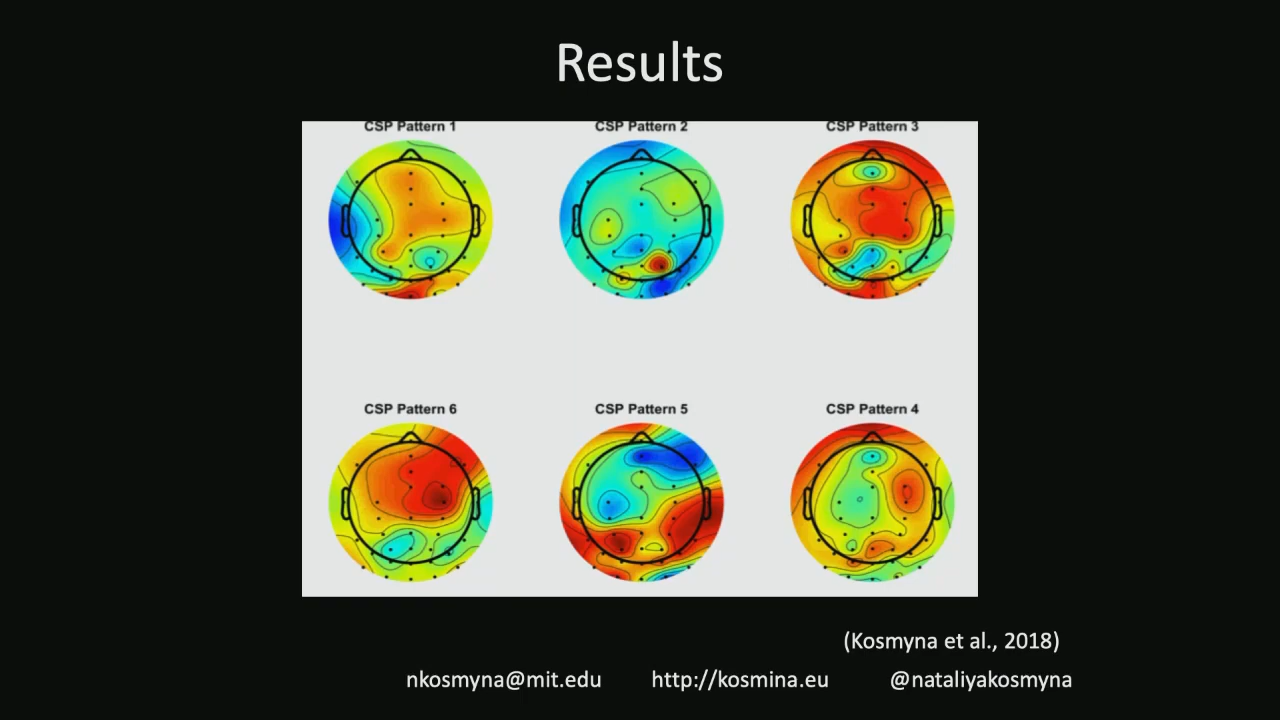 Results
CSP Pattern 1
CSP Pattern 2
CSP Pattern 3
CSP Pattern 6
CSP Pattern 5
CSP Pattern 4
(Kosmyna et al., 2018)
nkosmyna@mit.edu http://kosmina.eu @nataliyakosmyna